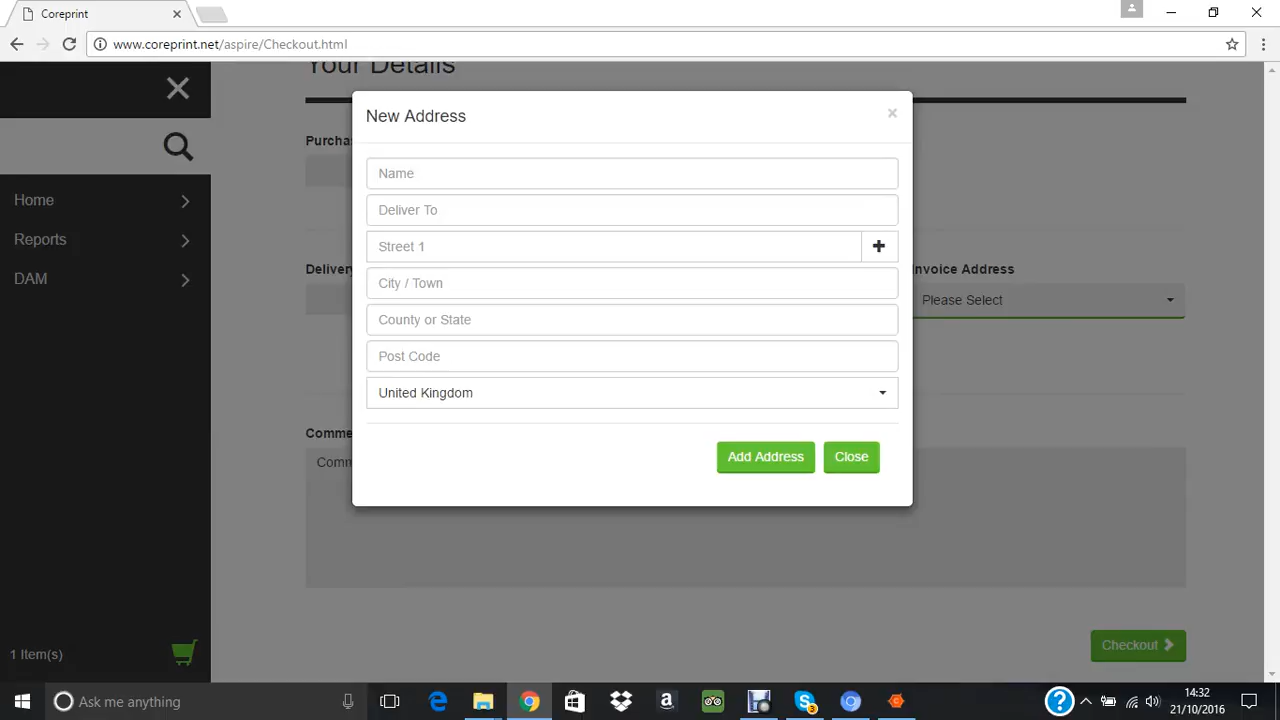 Coreprint
www.coreprint.net/aspire/Checkout.html
Your Details
New Address
×
Purcha
Name
Deliver To
Street 1
City / Town
County or State
Post Code
United Kingdom
Add Address
Close
Home
Reports
DAM
Delivery
Invoice Address
Please Select
Comme
Comm
1 Item(s)
Checkout
Ask me anything
3
14:32
21/10/2016